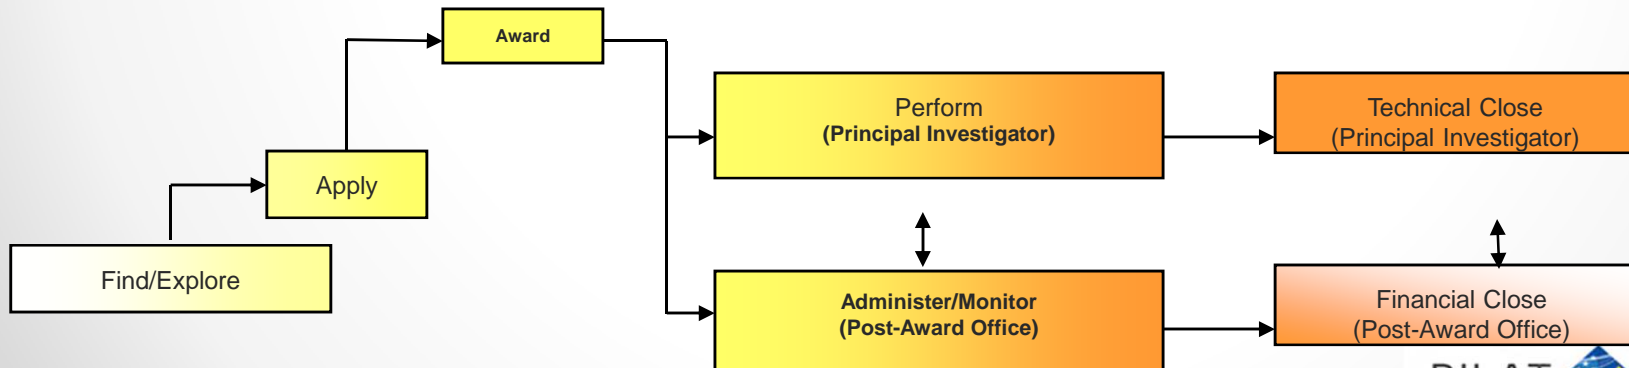 Award
Perform
(Principal Investigator)
Technical Close
(Principal Investigator)
Apply
Find/Explore
Administer/Monitor
(Post-Award Office)
Financial Close
(Post-Award Office)